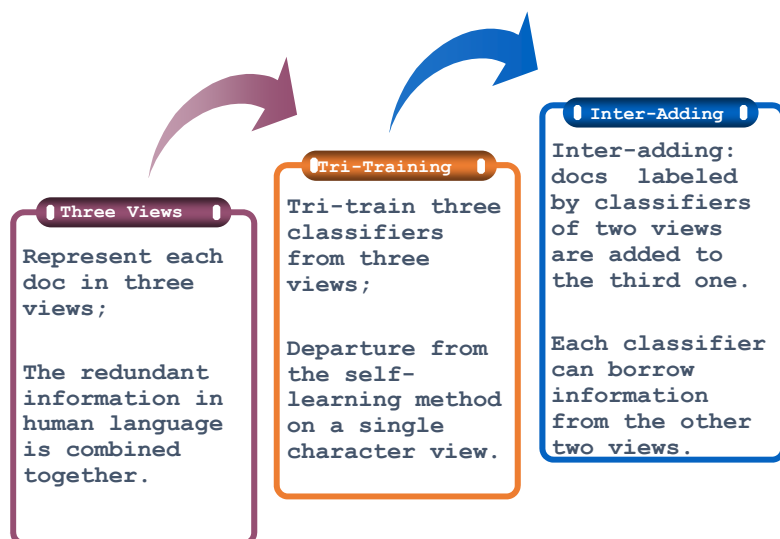 Three Views
Represent each
doc in three
views;
The redundant
information in
human language
is combined
together.
Tri-Training
Tri-train three
classifiers
from three
views;
Departure from
the self-
learning method
on a single
character view.
Inter-Adding
Inter-adding:
docs labeled
by classifiers
of two views
are added to
the third one.
Each classifier
can borrow
information
from the other
two views.